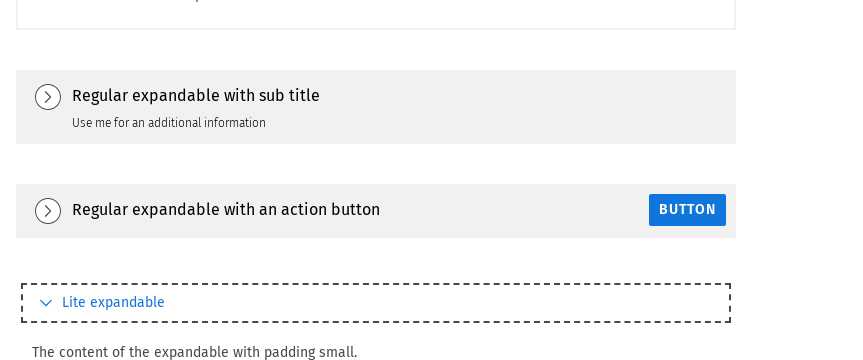 Regular expandable with sub title
Use me for an additional information
Regular expandable with an action button
BUTTON
Lite expandable
The content of the expandable with padding small.